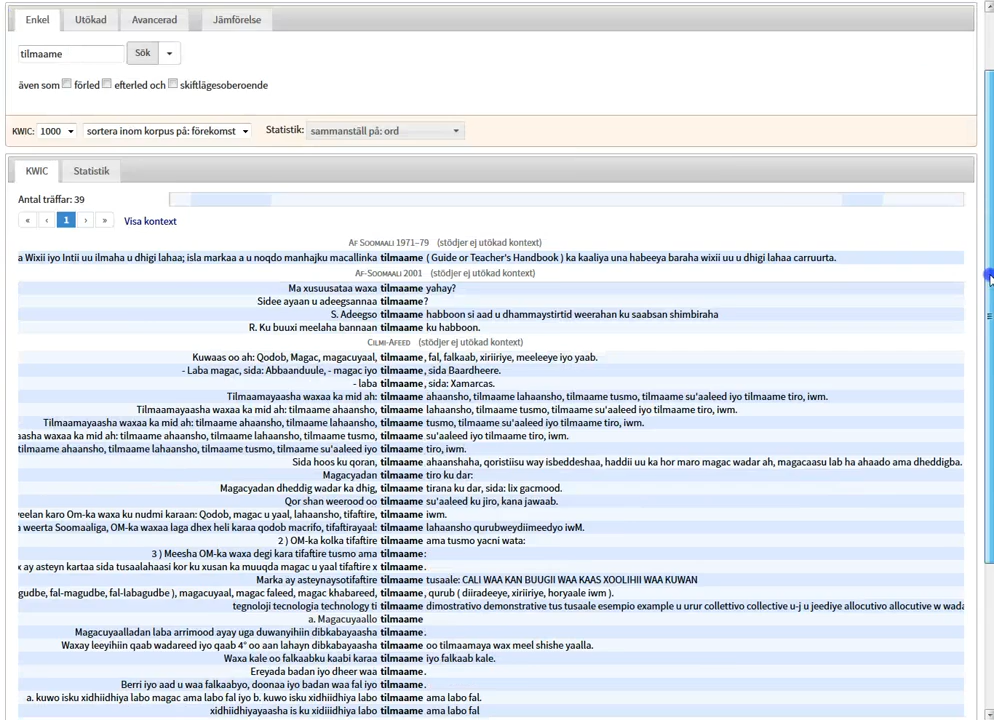 Enkel Utökad Avancerad Jämförelse
tilmaame Sök
även som förled efterled och skiftlägesoberoende
KWIC: 1000 sortera inom korpus på: förekomst Statistik: sammanställ på: ord
KWIC Statistik
Antal träffar: 39
« ‹ 1 › » Visa kontext
Af Soomaali 1971–79 (stödjer ej utökad kontext)
a Wixii iyo Intii uu ilmaha u dhigi lahaa; isla markaa a u noqdo manhajku macallinka tilmaame ( Guide or Teacher's Handbook ) ka kaaliya una habeeya baraha wixii uu u dhigi lahaa carruurta.
Af-Soomaali 2001 (stödjer ej utökad kontext)
Ma xusuusataa waxa tilmaame yahay?
Sidee ayaan u adeegsannaa tilmaame ?
S. Adeegso tilmaame habboon si aad u dhammaystirtid weerahan ku saabsan shimbiraha
R. Ku buuxi meelaha bannaan tilmaame ku habboon.
Cilmi-Afeed (stödjer ej utökad kontext)
Kuwaas oo ah: Qodob, Magac, magacuyaal, tilmaame , fal, falkaab, xiriiriye, meeleeye iyo yaab.
- Laba magac, sida: Abbaanduule, - magac iyo tilmaame , sida Baardheere.
- laba tilmaame , sida: Xamarcas.
Tilmaamayaasha waxaa ka mid ah: tilmaame ahaansho, tilmaame lahaansho, tilmaame tusmo, tilmaame su'aaleed iyo tilmaame tiro, iwm.
Tilmaamayaasha waxaa ka mid ah: tilmaame ahaansho, tilmaame lahaansho, tilmaame tusmo, tilmaame su'aaleed iyo tilmaame tiro, iwm.
Tilmaamayaasha waxaa ka mid ah: tilmaame ahaansho, tilmaame lahaansho, tilmaame tusmo, tilmaame su'aaleed iyo tilmaame tiro, iwm.
aasha waxaa ka mid ah: tilmaame ahaansho, tilmaame lahaansho, tilmaame tusmo, tilmaame su'aaleed iyo tilmaame tiro, iwm.
tilmaame ahaansho, tilmaame lahaansho, tilmaame tusmo, tilmaame su'aaleed iyo tilmaame tiro, iwm.
Sida hoos ku qoran, tilmaame ahaanshaha, qoristiisu way isbeddeshaa, haddii uu ka hor maro magac wadar ah, magacaasu lab ha ahaado ama dheddigba.
Magacyadan tilmaame tiro ku dar:
Magacyadan dheddig wadar ka dhig, tilmaame tirana ku dar, sida: lix gacmood.
Qor shan weerood oo tilmaame su'aaleed ku jiro, kana jawaab.
veelan karo Om-ka waxa ku nudmi karaan: Qodob, magac u yaal, lahaansho, tifaftire, tilmaame iwm.
a weerta Soomaaliga, OM-ka waxaa laga dhex heli karaa qodob macrifo, tifaftirayaal: tilmaame lahaansho qurubweydiimeedyo iwM.
2 ) OM-ka kolka tifaftire tilmaame ama tusmo yacni wata:
3 ) Meesha OM-ka waxa degi kara tifaftire tusmo ama tilmaame :
x ay asteyn kartaa sida tusaalahaasi kor ku xusan ka muuqda magac u yaal tifaftire x tilmaame .
Marka ay asteynaysotifaftire tilmaame tusaale: CALI WAA KAN BUUGII WAA KAAS XOOLIHII WAA KUWAN
gudbe, fal-magudbe, fal-labagudbe ), magacuyaal, magac faleed, magac khabareed, tilmaame , qurub ( diiradeeye, xiriiriye, horyaale iwm ).
tegnoloji tecnologia technology ti tilmaame dimostrativo demonstrative tus tusaale esempio example u urur collettivo collective u-j u jeediye allocutivo allocutive w wada
a. Magacuyaallo tilmaame
Magacuyaalladan laba arrimood ayay uga duwanyihiin dibkabayaasha tilmaame .
Waxay leeyihiin qaab wadareed iyo qaab 4° oo aan lahayn dibkabayaasha tilmaame oo tilmaamaya wax meel shishe yaalla.
Waxa kale oo falkaabku kaabi karaa tilmaame iyo falkaab kale.
Ereyada badan iyo dheer waa tilmaame .
Berri iyo aad u waa falkaabyo, doonaa iyo badan waa fal iyo tilmaame .
a. kuwo isku xidhiidhiya labo magac ama labo fal iyo b. kuwo isku xidhiidhiya labo tilmaame ama labo fal.
xidhiidhiyayaasha is ku xidiiidhiya labo tilmaame ama labo fal